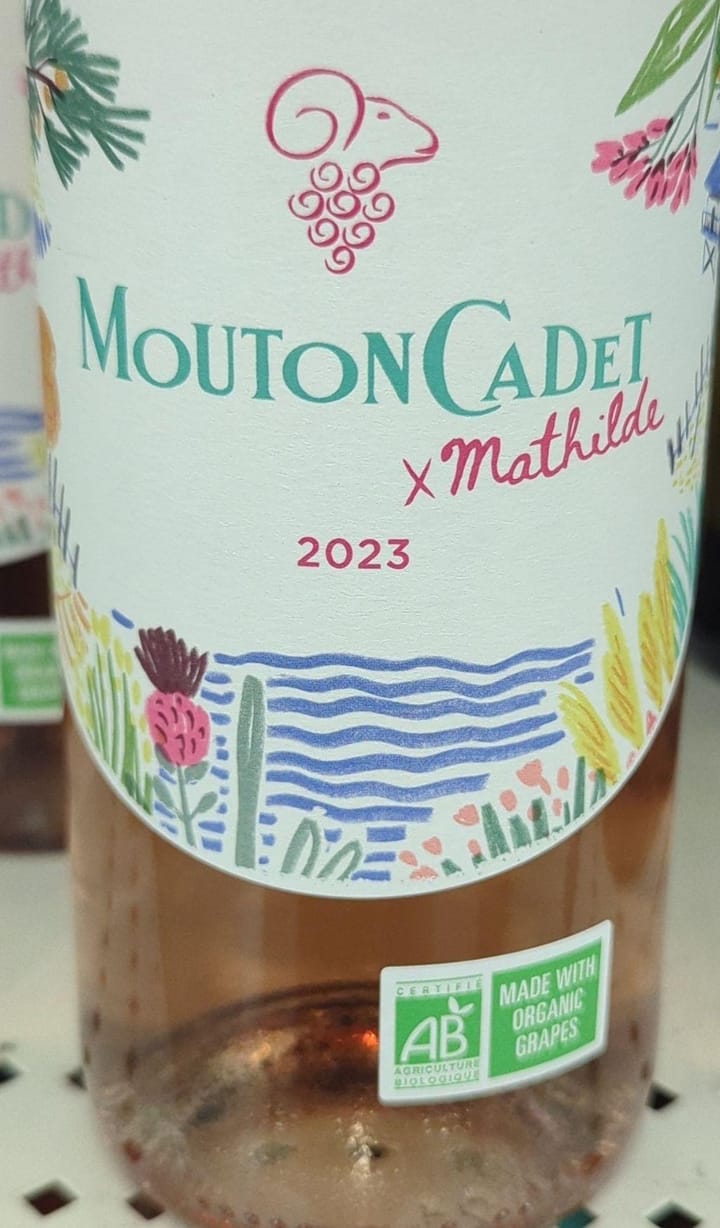 MOUTON CADET
x Mathilde
2023
CERTIFIÉ
AB
AGRICULTURE
BIOLOGIQUE
MADE WITH
ORGANIC
GRAPES